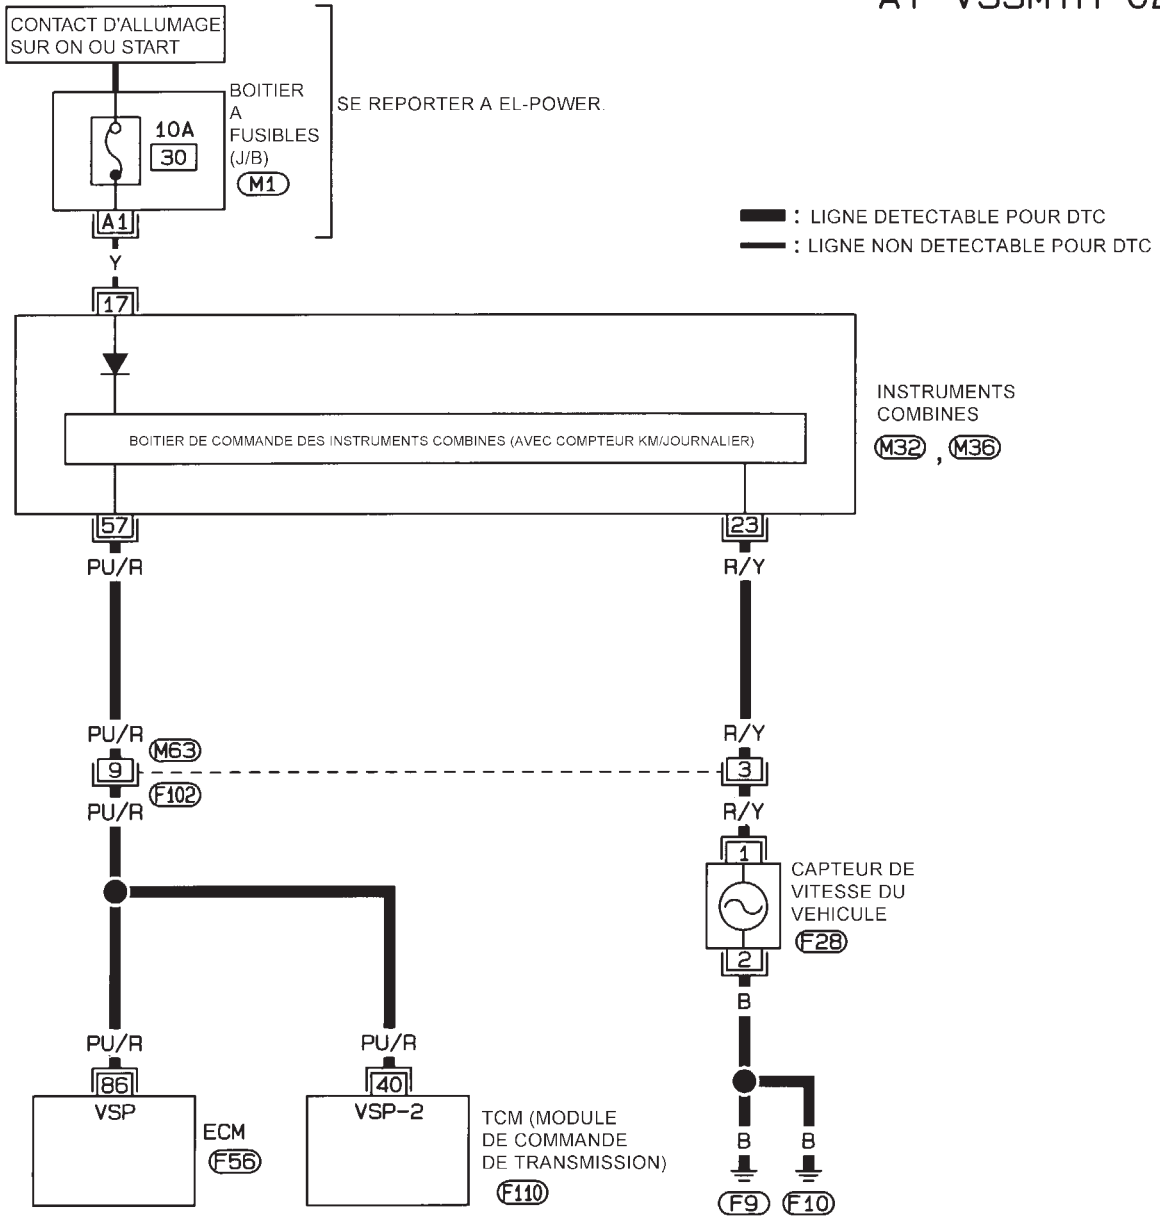 CONTACT D'ALLUMAGE
SUR ON OU START
BOITIER
A
FUSIBLES
(J/B)
M1
10A
30
A1
Y
17
SE REPORTER A EL-POWER.
: LIGNE DETECTABLE POUR DTC
: LIGNE NON DETECTABLE POUR DTC
BOITIER DE COMMANDE DES INSTRUMENTS COMBINES (AVEC COMPTEUR KM/JOURNALIER)
INSTRUMENTS
COMBINES
M32 , M36
57
23
PU/R
R/Y
PU/R
R/Y
M63
9
3
F102
PU/R
R/Y
1
CAPTEUR DE
VITESSE DU
VEHICULE
F28
2
B
PU/R
PU/R
86
40
VSP
VSP-2
ECM
F56
TCM (MODULE
DE COMMANDE
DE TRANSMISSION)
F110
B
B
F9
F10